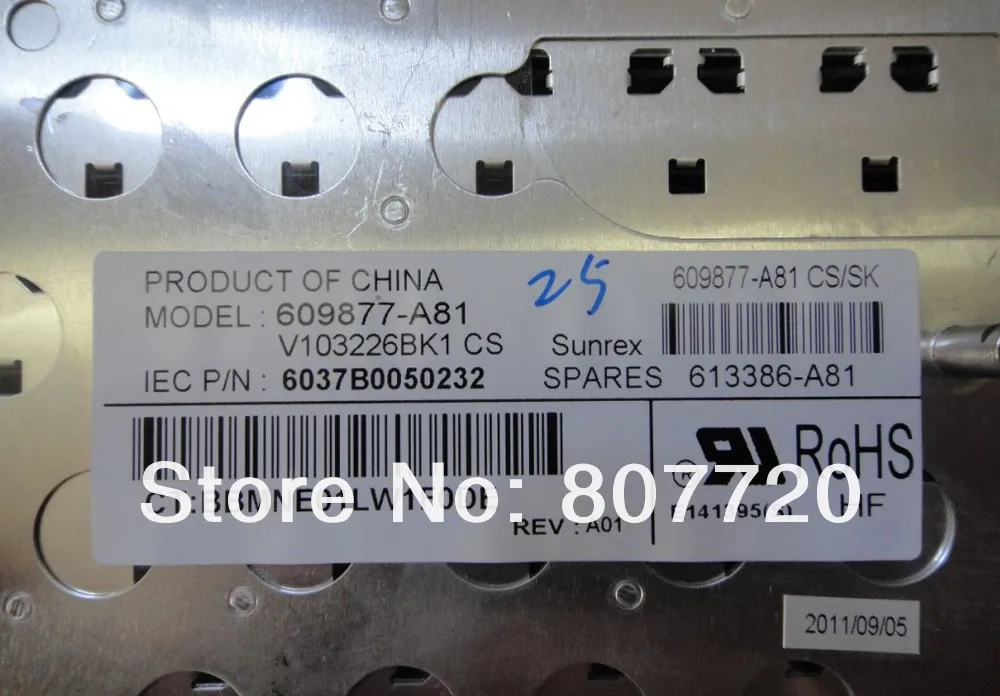 PRODUCT OF CHINA
25
609877-A81 CS/SK
MODEL : 609877-A81
V103226BK1 CS
Sunrex
IEC P/N : 6037B0050232
SPARES 613386-A81
RoHS
HF
Store No: 807720
REV : A01
2011/09/05